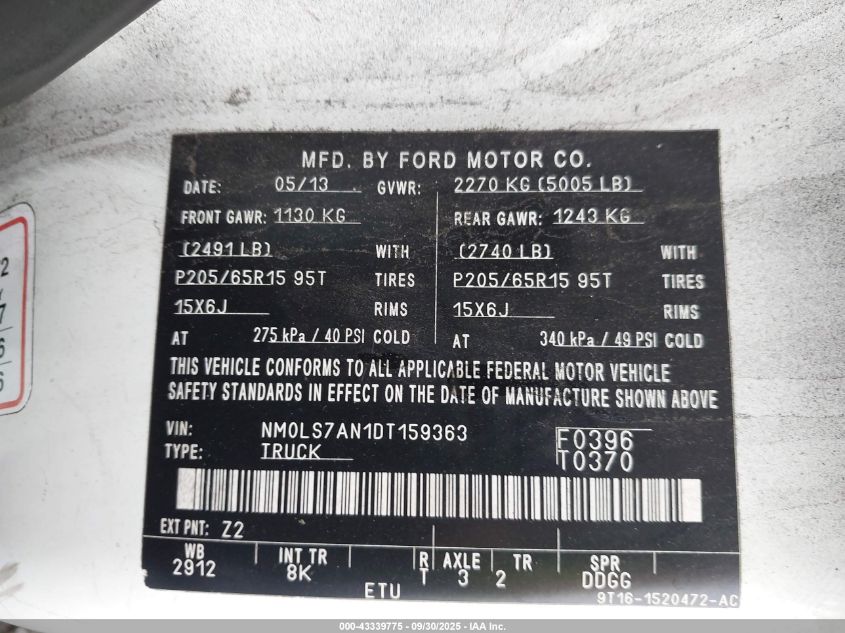 MFD. BY FORD MOTOR CO.
DATE: 05/13 GVWR: 2270 KG (5005 LB)
FRONT GAWR: 1130 KG REAR GAWR: 1243 KG
(2491 LB) WITH (2740 LB) WITH
P205/65R15 95T TIRES P205/65R15 95T TIRES
15X6J RIMS 15X6J RIMS
AT 275 kPa / 40 PSI COLD AT 340 kPa / 49 PSI COLD
THIS VEHICLE CONFORMS TO ALL APPLICABLE FEDERAL MOTOR VEHICLE
SAFETY STANDARDS IN EFFECT ON THE DATE OF MANUFACTURE SHOWN ABOVE
VIN: NM0LS7AN1DT159363 F0396
TYPE: TRUCK T0370
EXT PNT: Z2
WB INT TR R AXLE TR SPR
2912 8K T 3 2 DDGG
ETU 9T16-1520472-AC
000-43339775 - 09/30/2025 - IAA Inc.